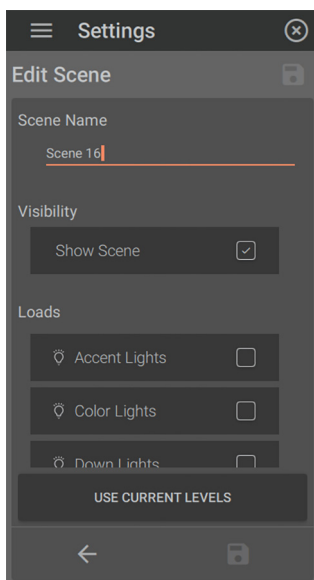 Settings
Edit Scene
Scene Name
Scene 16
Visibility
Show Scene
Loads
Accent Lights
Color Lights
Down Lights
USE CURRENT LEVELS